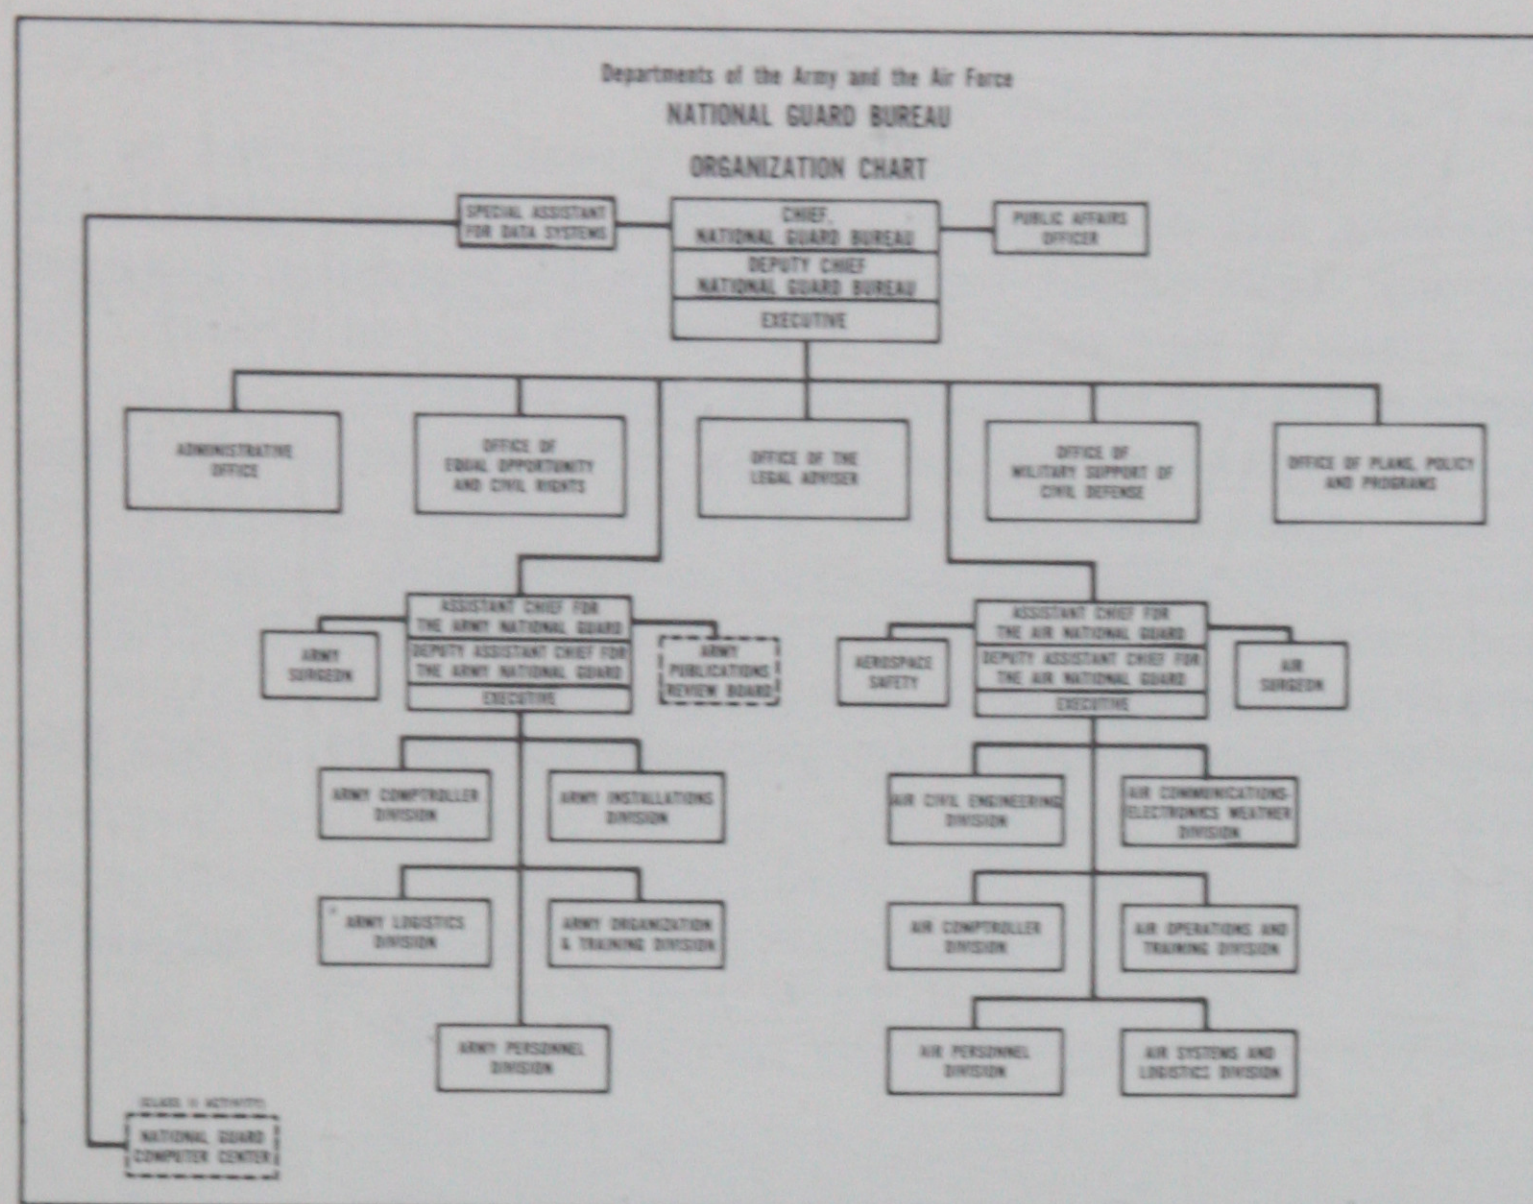 Departments of the Army and the Air Force
NATIONAL GUARD BUREAU
ORGANIZATION CHART
SPECIAL ASSISTANT
FOR DATA SYSTEMS
CHIEF,
NATIONAL GUARD BUREAU
DEPUTY CHIEF
NATIONAL GUARD BUREAU
EXECUTIVE
PUBLIC AFFAIRS
OFFICER
ADMINISTRATIVE
OFFICE
OFFICE OF
EQUAL OPPORTUNITY
AND CIVIL RIGHTS
OFFICE OF THE
LEGAL ADVISER
OFFICE OF
MILITARY SUPPORT OF
CIVIL DEFENSE
OFFICE OF PLANS, POLICY
AND PROGRAMS
ARMY
SURGEON
ASSISTANT CHIEF FOR
THE ARMY NATIONAL GUARD
DEPUTY ASSISTANT CHIEF FOR
THE ARMY NATIONAL GUARD
EXECUTIVE
ARMY
PUBLICATIONS
REVIEW BOARD
AEROSPACE
SAFETY
ASSISTANT CHIEF FOR
THE AIR NATIONAL GUARD
DEPUTY ASSISTANT CHIEF FOR
THE AIR NATIONAL GUARD
EXECUTIVE
AIR
SURGEON
ARMY COMPTROLLER
DIVISION
ARMY INSTALLATIONS
DIVISION
AIR CIVIL ENGINEERING
DIVISION
AIR COMMUNICATIONS-
ELECTRONICS WEATHER
DIVISION
ARMY LOGISTICS
DIVISION
ARMY ORGANIZATION
& TRAINING DIVISION
AIR COMPTROLLER
DIVISION
AIR OPERATIONS AND
TRAINING DIVISION
ARMY PERSONNEL
DIVISION
AIR PERSONNEL
DIVISION
AIR SYSTEMS AND
LOGISTICS DIVISION
(CLASS II ACTIVITY)
NATIONAL GUARD
COMPUTER CENTER